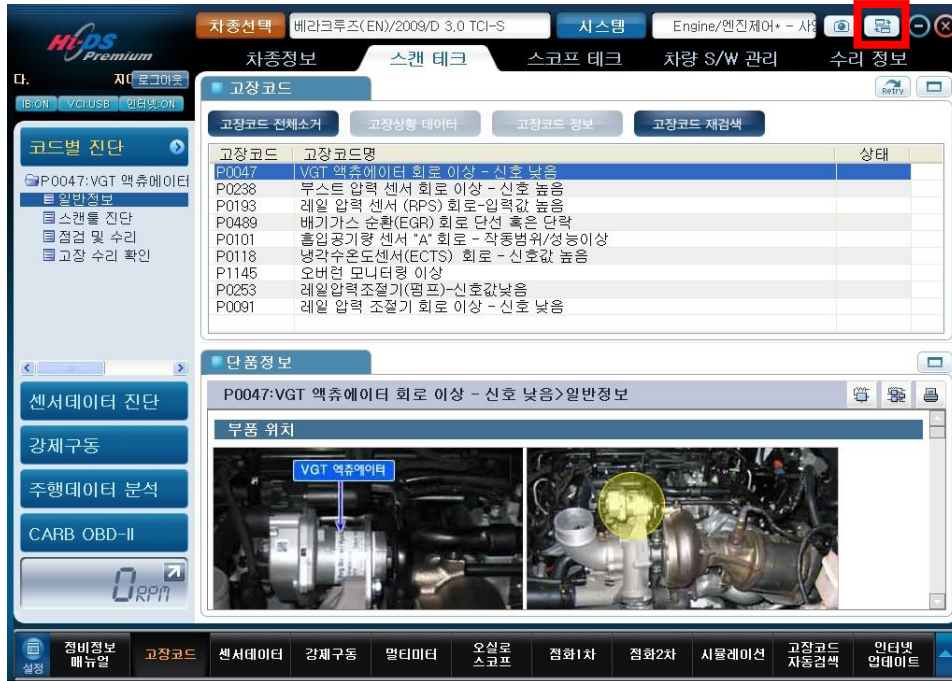 Hi-DS
Premium
차종선택 베라크루즈(EN)/2009/D 3.0 TCI-S 시스템 Engine/엔진제어* - 사양
차종정보 스캔 테크 스코프 테크 차량 S/W 관리 수리 정보
다. 로그아웃
IB:ON VCI:USB 인터넷:ON
코드별 진단
P0047:VGT 액츄에이터
일반정보
스캔툴 진단
점검 및 수리
고장 수리 확인
센서데이터 진단
강제구동
주행데이터 분석
CARB OBD-II
0 RPM
고장코드
Retry
고장코드 전체소거 고장상황 데이터 고장코드 정보 고장코드 재검색
고장코드 고장코드명 상태
P0047 VGT 액츄에이터 회로 이상 - 신호 낮음
P0238 부스트 압력 센서 회로 이상 - 신호 높음
P0193 레일 압력 센서 (RPS) 회로-입력값 높음
P0489 배기가스 순환(EGR) 회로 단선 혹은 단락
P0101 흡입공기량 센서 "A" 회로 - 작동범위/성능이상
P0118 냉각수온도센서(ECTS) 회로 - 신호값 높음
P1145 오버런 모니터링 이상
P0253 레일압력조절기(펌프)-신호값낮음
P0091 레일 압력 조절기 회로 이상 - 신호 낮음
단품정보
P0047:VGT 액츄에이터 회로 이상 - 신호 낮음>일반정보
부품 위치
VGT 엑츄에이터
설정
정비정보
매뉴얼
고장코드
센서데이터
강제구동
멀티미터
오실로
스코프
점화1차
점화2차
시뮬레이션
고장코드
자동검색
인터넷
업데이트